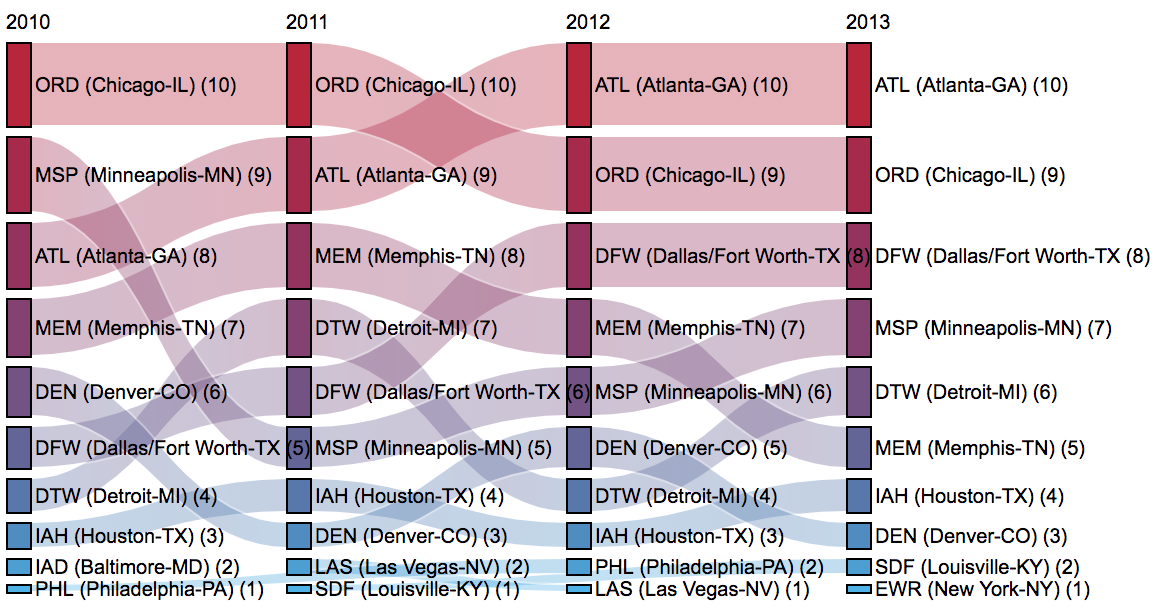 2010 2011 2012 2013
ORD (Chicago-IL) (10) ORD (Chicago-IL) (10) ATL (Atlanta-GA) (10) ATL (Atlanta-GA) (10)
MSP (Minneapolis-MN) (9) ATL (Atlanta-GA) (9) ORD (Chicago-IL) (9) ORD (Chicago-IL) (9)
ATL (Atlanta-GA) (8) MEM (Memphis-TN) (8) DFW (Dallas/Fort Worth-TX (8) DFW (Dallas/Fort Worth-TX (8)
MEM (Memphis-TN) (7) DTW (Detroit-MI) (7) MEM (Memphis-TN) (7) MSP (Minneapolis-MN) (7)
DEN (Denver-CO) (6) DFW (Dallas/Fort Worth-TX (6) MSP (Minneapolis-MN) (6) DTW (Detroit-MI) (6)
DFW (Dallas/Fort Worth-TX (5) MSP (Minneapolis-MN) (5) DEN (Denver-CO) (5) MEM (Memphis-TN) (5)
DTW (Detroit-MI) (4) IAH (Houston-TX) (4) DTW (Detroit-MI) (4) IAH (Houston-TX) (4)
IAH (Houston-TX) (3) DEN (Denver-CO) (3) IAH (Houston-TX) (3) DEN (Denver-CO) (3)
IAD (Baltimore-MD) (2) LAS (Las Vegas-NV) (2) PHL (Philadelphia-PA) (2) SDF (Louisville-KY) (2)
PHL (Philadelphia-PA) (1) SDF (Louisville-KY) (1) LAS (Las Vegas-NV) (1) EWR (New York-NY) (1)